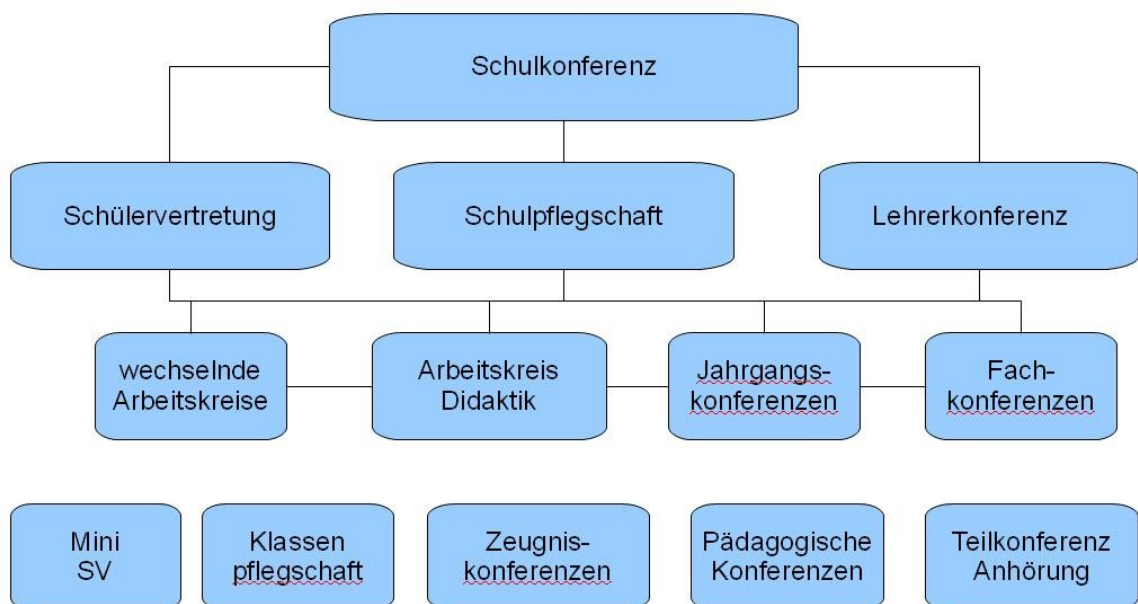 Schulkonferenz
Schülervertretung
Schulpflegschaft
Lehrerkonferenz
wechselnde
Arbeitskreise
Arbeitskreis
Didaktik
Jahrgangs-
konferenzen
Fach-
konferenzen
Mini
SV
Klassen
pflegschaft
Zeugnis-
konferenzen
Pädagogische
Konferenzen
Teilkonferenz
Anhörung